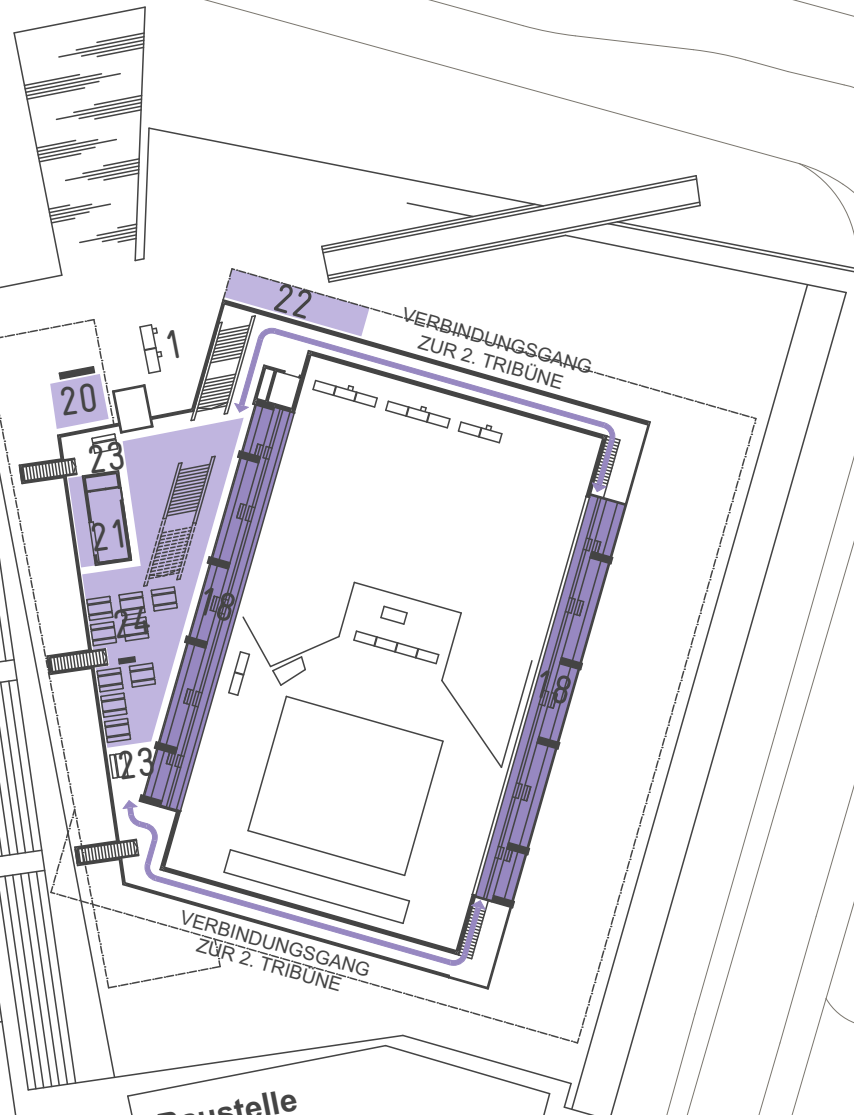 22
VERBINDUNGSGANG
ZUR 2. TRIBÜNE
1
20
23
21
18
24
18
23
VERBINDUNGSGANG
ZUR 2. TRIBÜNE
Baustelle